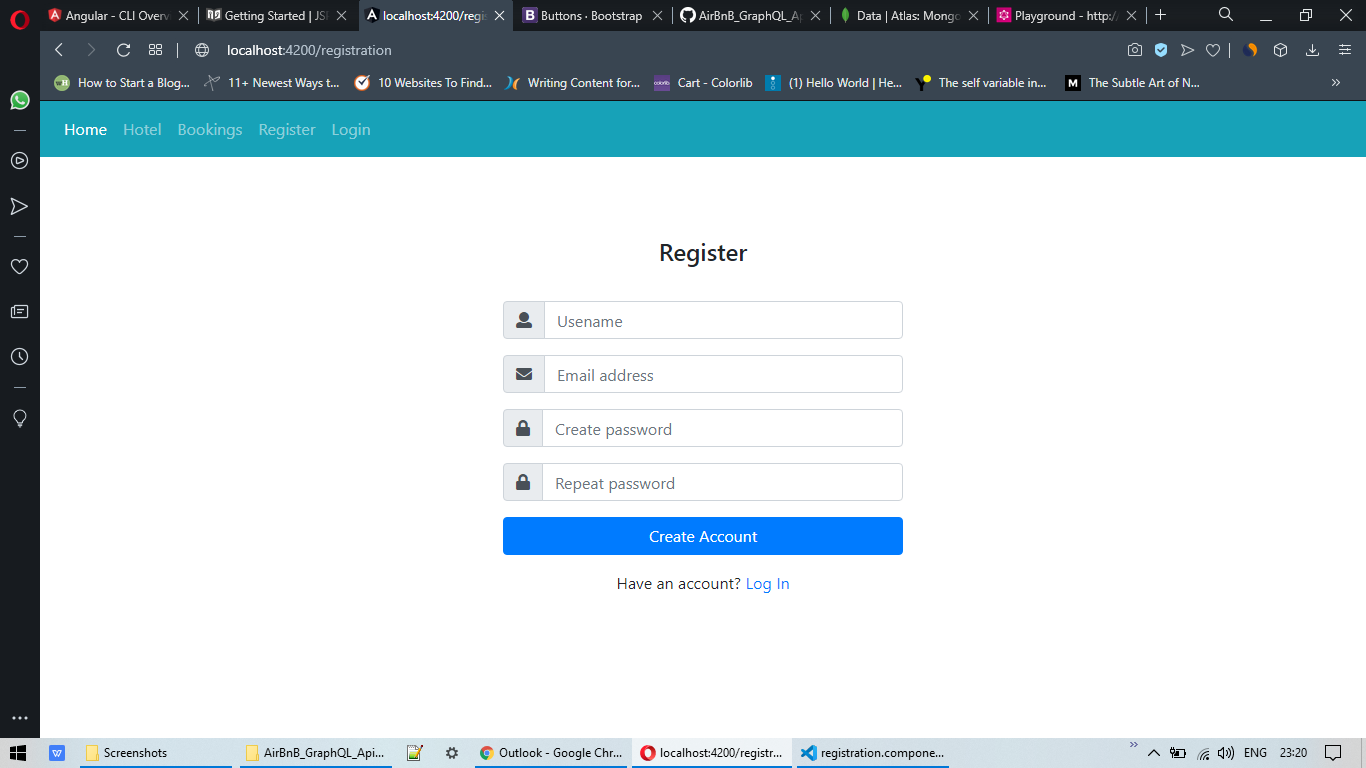 Angular - CLI Overv
Getting Started | JS
localhost:4200/regi
Buttons · Bootstrap
AirBnB_GraphQL_Ap
Data | Atlas: Mong
Playground - http:/
localhost:4200/registration
How to Start a Blog...
11+ Newest Ways t...
10 Websites To Find...
Writing Content for...
colorlib
Cart - Colorlib
(1) Hello World | He...
The self variable in...
M
The Subtle Art of N...
Home Hotel Bookings Register Login
Register
Usename
Email address
Create password
Repeat password
Create Account
Have an account? Log In
Screenshots
AirBnB_GraphQL_Api...
Outlook - Google Chr...
localhost:4200/registr...
registration.compone...
ENG
23:20